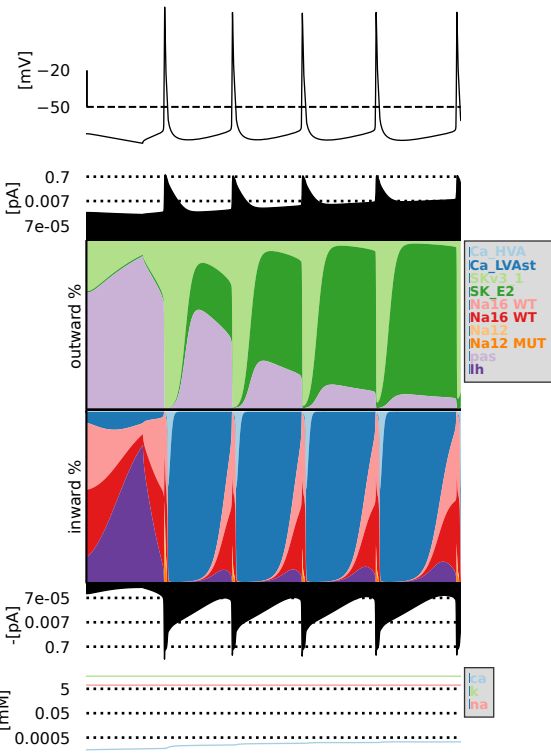 [mV]
−20
−50
[pA]
0.7
0.007
7e-05
outward %
Ca_HVA
Ca_LVAst
SKv3_1
SK_E2
Na16 WT
Na16 WT
Na12
Na12 MUT
pas
Ih
inward %
-[pA]
7e-05
0.007
0.7
[mM]
5
0.05
0.0005
ca
k
na